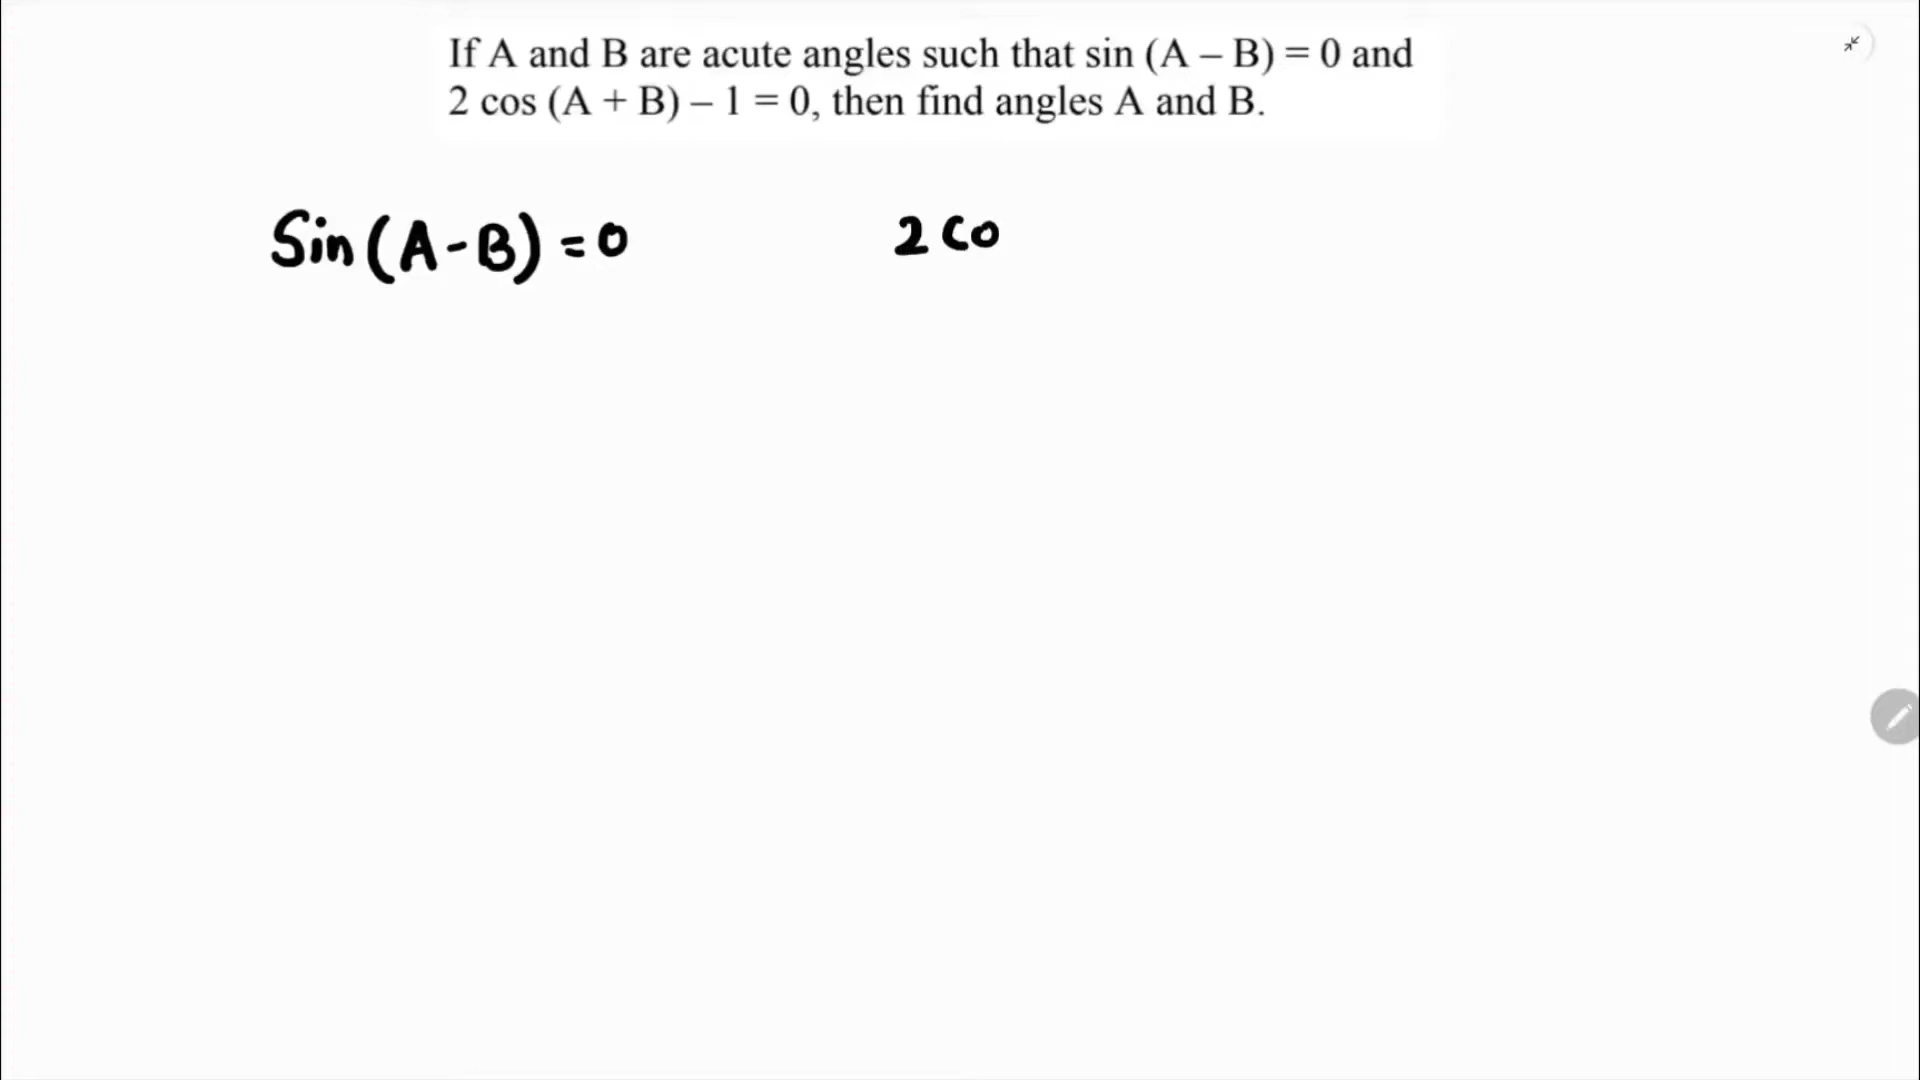 If A and B are acute angles such that sin (A – B) = 0 and
2 cos (A + B) – 1 = 0, then find angles A and B.
Sin(A-B) = 0 2 co